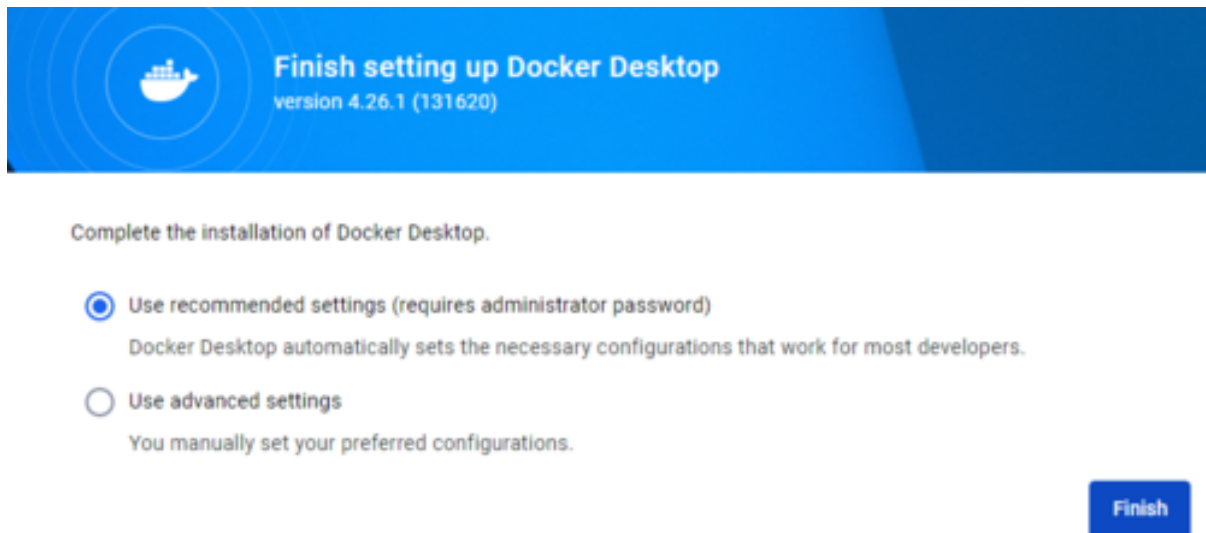 Finish setting up Docker Desktop
version 4.26.1 (131620)
Complete the installation of Docker Desktop.
Use recommended settings (requires administrator password)
Docker Desktop automatically sets the necessary configurations that work for most developers.
Use advanced settings
You manually set your preferred configurations.
Finish